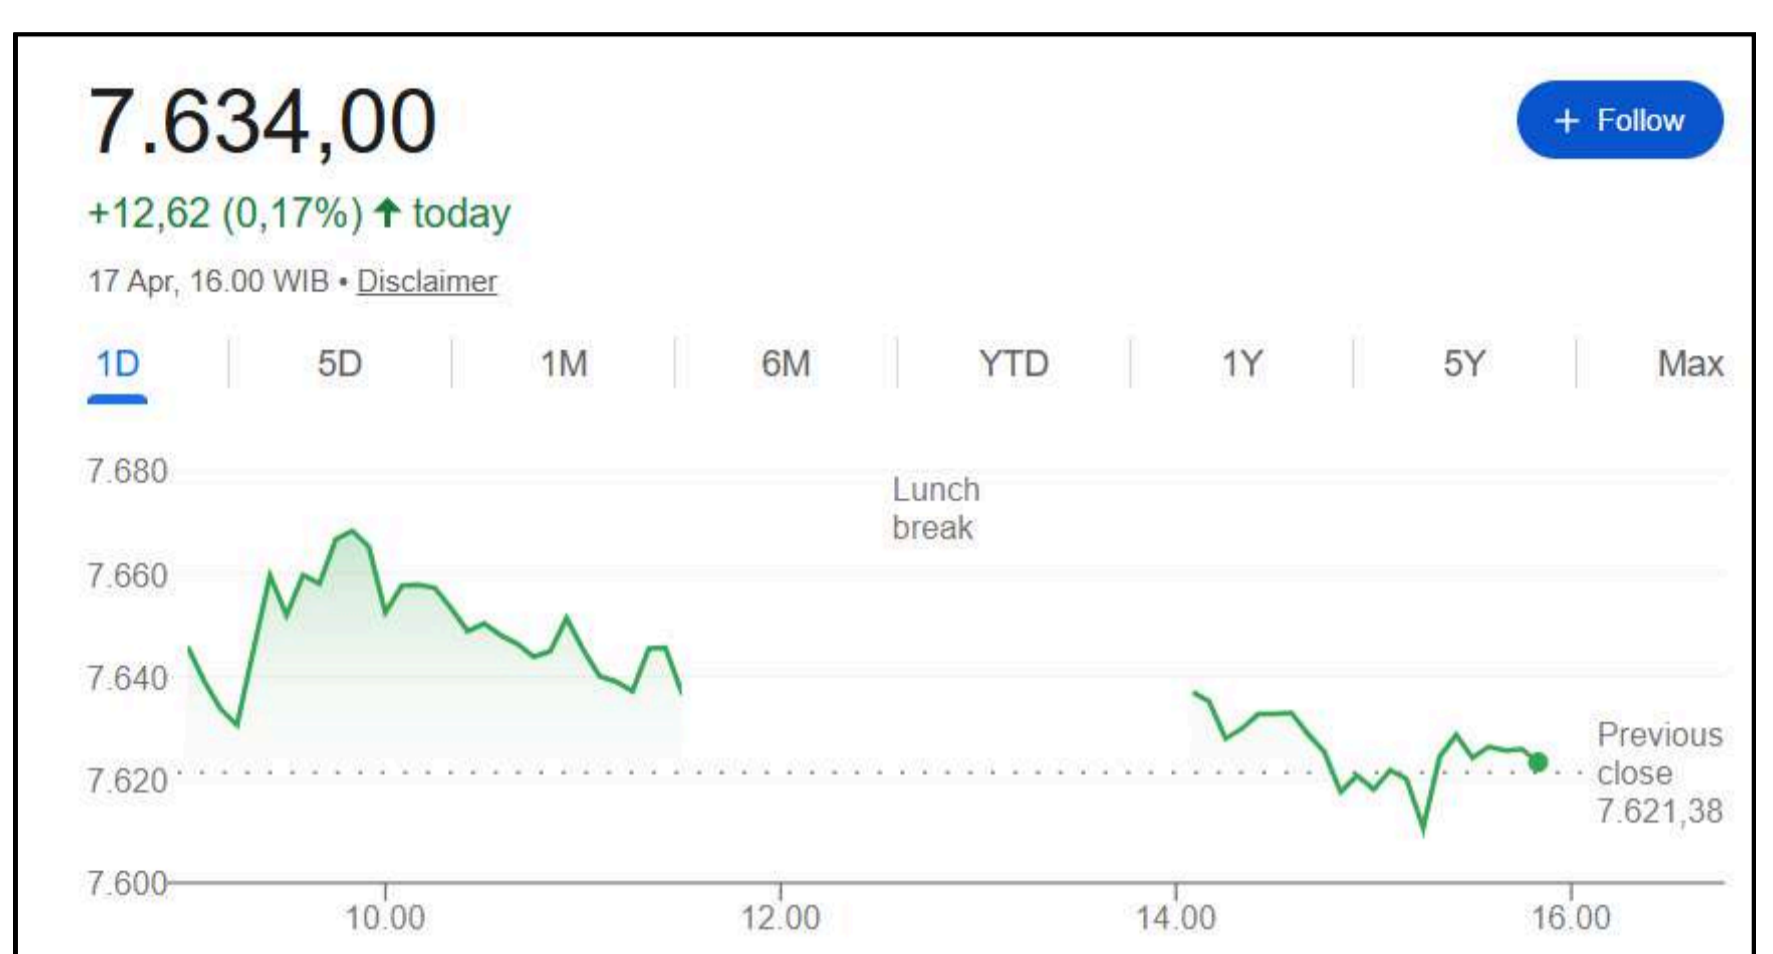 7.634,00
+ Follow
+12,62 (0,17%) ↑ today
17 Apr, 16.00 WIB • Disclaimer
1D 5D 1M 6M YTD 1Y 5Y Max
7.680
Lunch
break
7.660
7.640
7.620
Previous
close
7.621,38
7.600
10.00 12.00 14.00 16.00